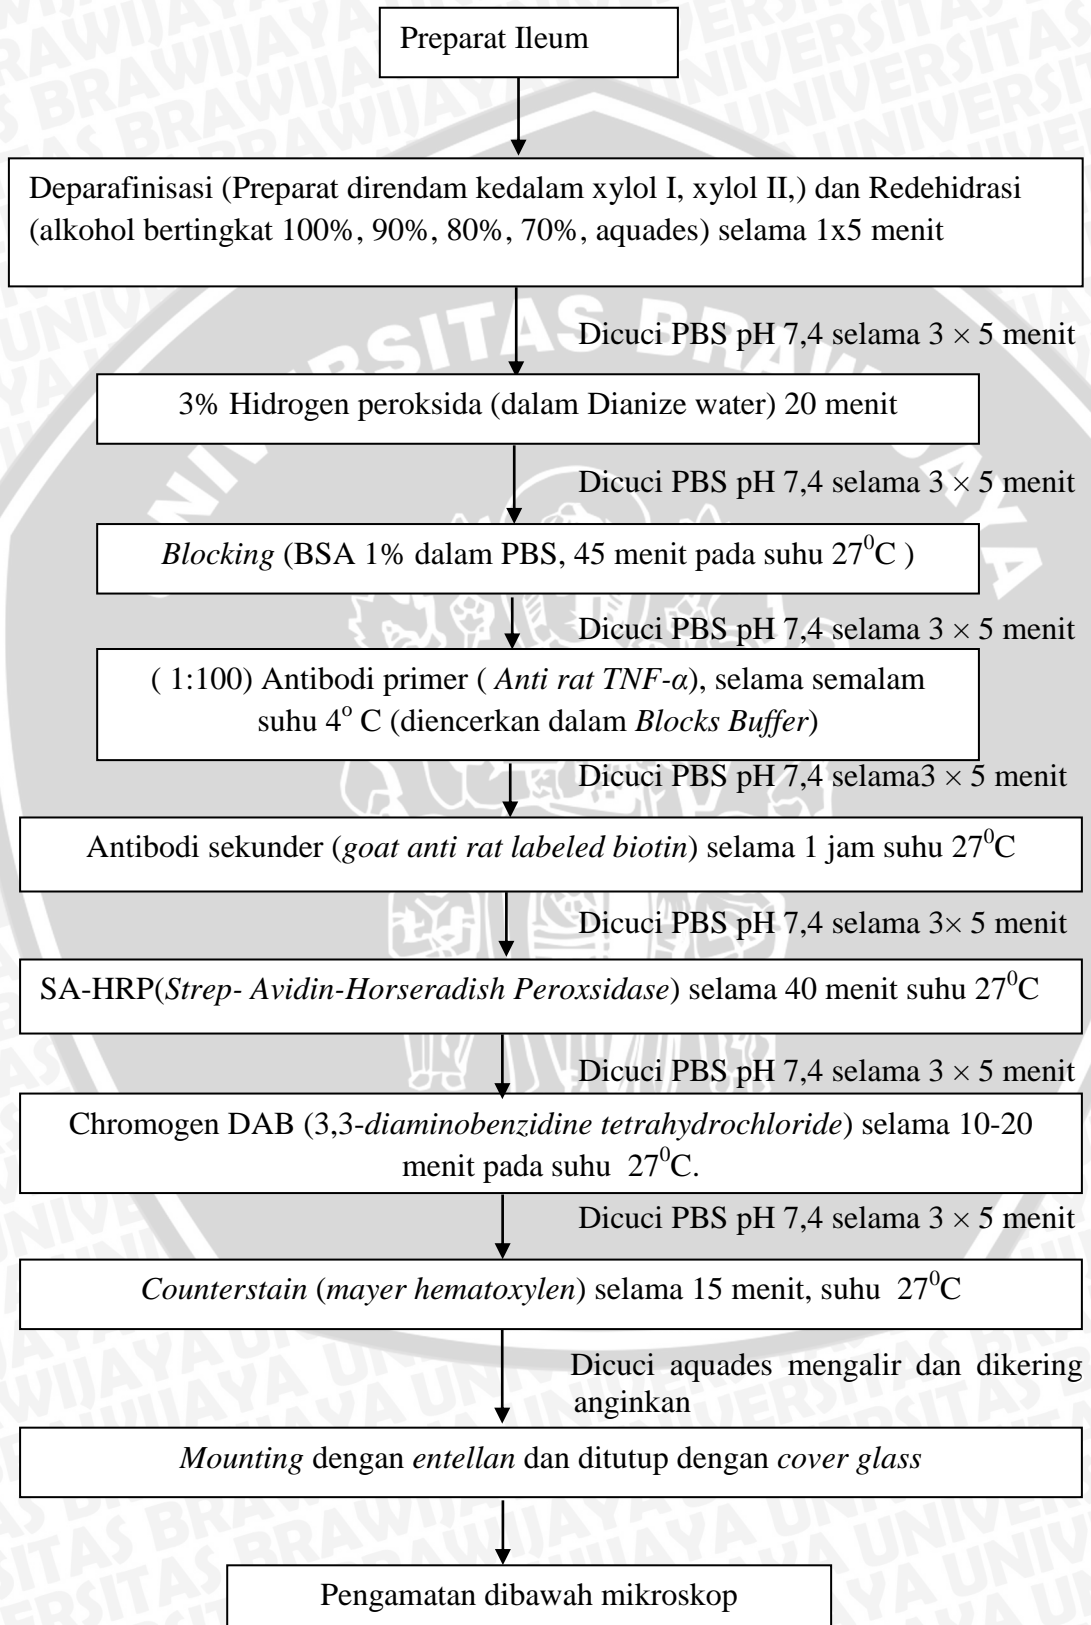 Preparat Ileum
Deparafinisasi (Preparat direndam kedalam xylol I, xylol II,) dan Redehidrasi
(alkohol bertingkat 100%, 90%, 80%, 70%, aquades) selama 1x5 menit
Dicuci PBS pH 7,4 selama 3 × 5 menit
3% Hidrogen peroksida (dalam Dianize water) 20 menit
Dicuci PBS pH 7,4 selama 3 × 5 menit
Blocking (BSA 1% dalam PBS, 45 menit pada suhu 27⁰C )
Dicuci PBS pH 7,4 selama 3 × 5 menit
( 1:100) Antibodi primer ( Anti rat TNF-α), selama semalam
suhu 4ᵒ C (diencerkan dalam Blocks Buffer)
Dicuci PBS pH 7,4 selama3 × 5 menit
Antibodi sekunder (goat anti rat labeled biotin) selama 1 jam suhu 27⁰C
Dicuci PBS pH 7,4 selama 3× 5 menit
SA-HRP(Strep- Avidin-Horseradish Peroxsidase) selama 40 menit suhu 27⁰C
Dicuci PBS pH 7,4 selama 3 × 5 menit
Chromogen DAB (3,3-diaminobenzidine tetrahydrochloride) selama 10-20
menit pada suhu 27⁰C.
Dicuci PBS pH 7,4 selama 3 × 5 menit
Counterstain (mayer hematoxylen) selama 15 menit, suhu 27⁰C
Dicuci aquades mengalir dan dikering
anginkan
Mounting dengan entellan dan ditutup dengan cover glass
Pengamatan dibawah mikroskop